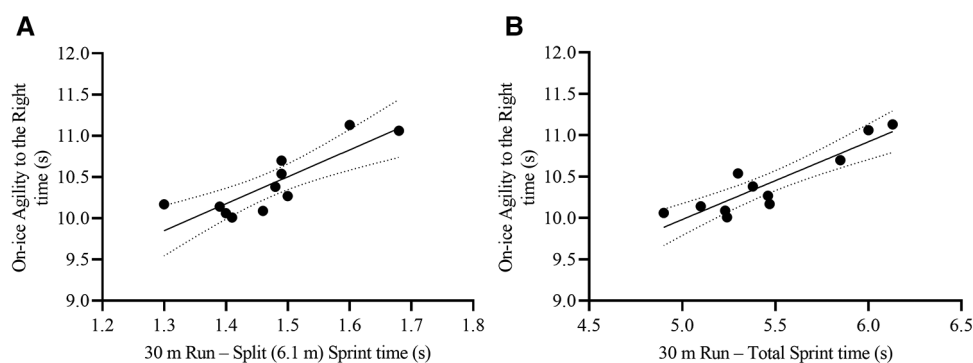 A
On-ice Agility to the Right
time (s)
12.0
11.5
11.0
10.5
10.0
9.5
9.0
1.2 1.3 1.4 1.5 1.6 1.7 1.8
30 m Run – Split (6.1 m) Sprint time (s)
B
On-ice Agility to the Right
time (s)
12.0
11.5
11.0
10.5
10.0
9.5
9.0
4.5 5.0 5.5 6.0 6.5
30 m Run – Total Sprint time (s)